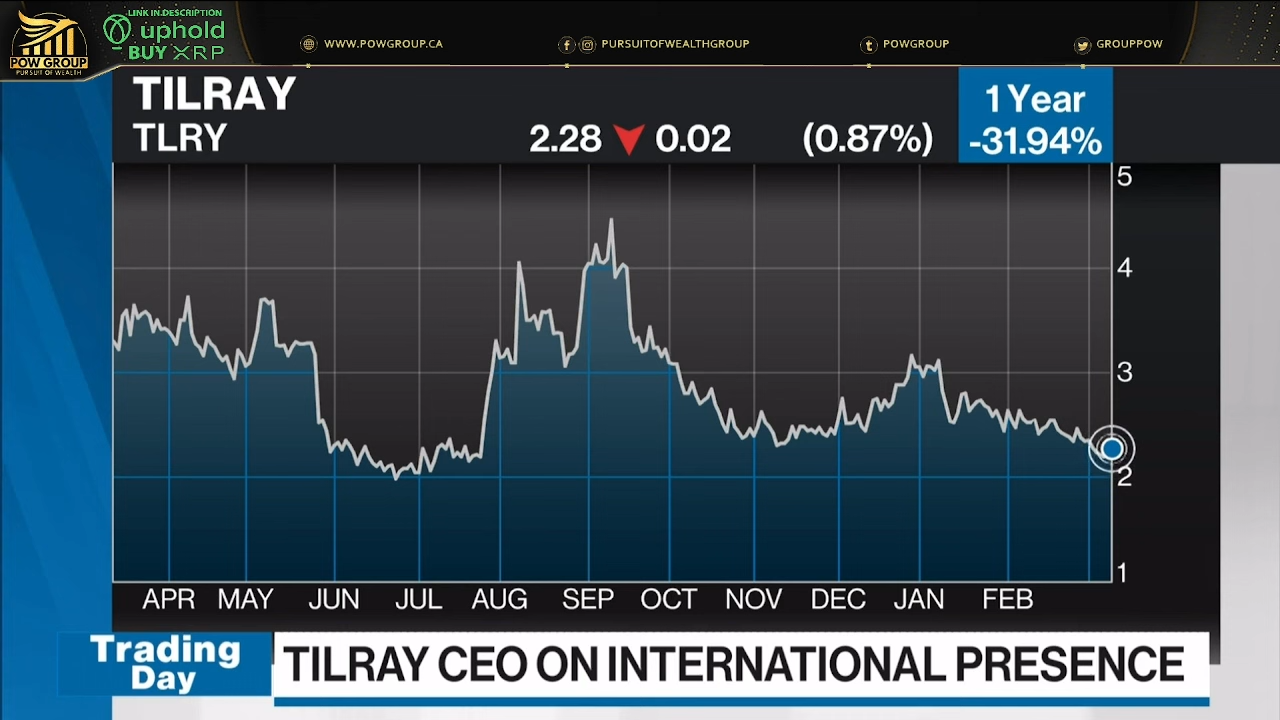 POW GROUP
PURSUIT OF WEALTH
LINK IN DESCRIPTION
uphold
BUY XRP
WWW.POWGROUP.CA
PURSUITOFWEALTHGROUP
POWGROUP
GROUPPOW
TILRAY
TLRY
2.28 ▼ 0.02 (0.87%)
1 Year
-31.94%
5
4
3
2
1
APR MAY JUN JUL AUG SEP OCT NOV DEC JAN FEB
Trading
Day
TILRAY CEO ON INTERNATIONAL PRESENCE